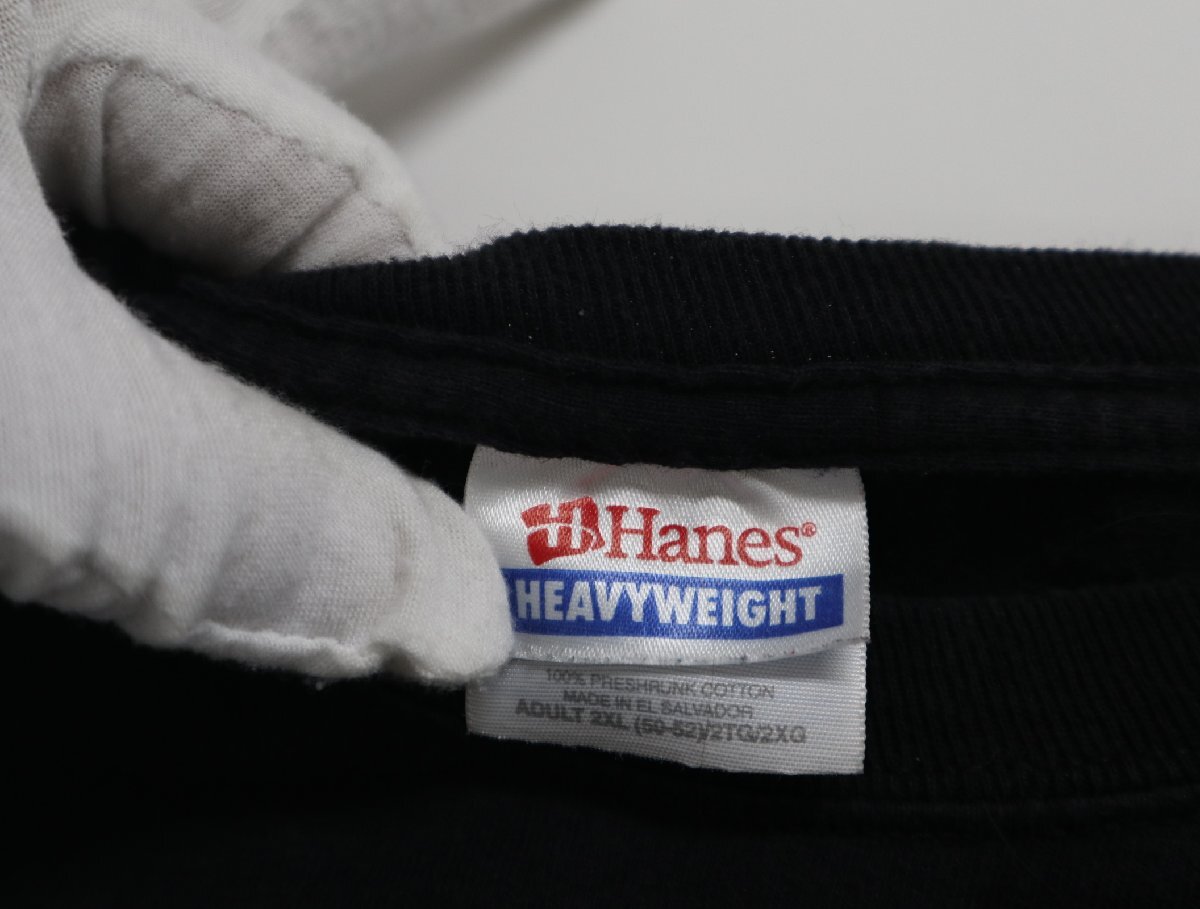 Hanes®
HEAVYWEIGHT
100% PRESHRUNK COTTON
MADE IN EL SALVADOR
ADULT 2XL (50-52)/2TG/2XG